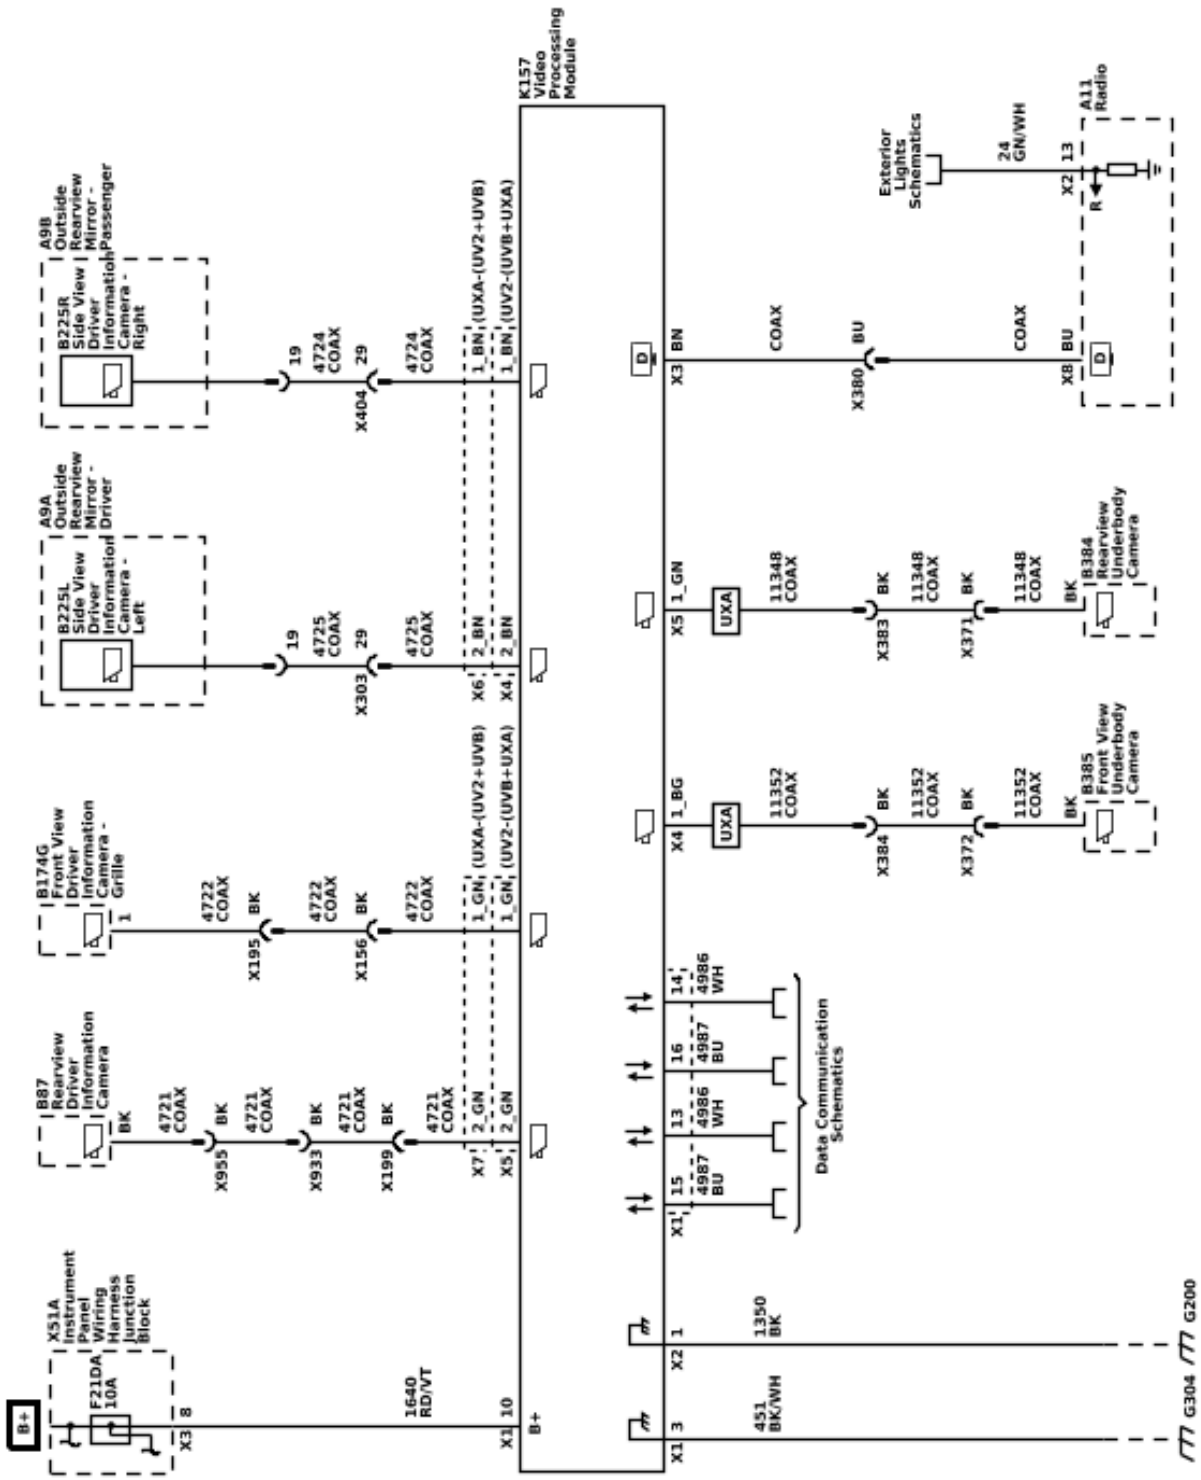 B+
X51A
Instrument
Panel
Wiring
Harness
Junction
Block
F21DA
10A
X3 8
1640
RD/VT
X1 10
B+
B87
Rearview
Driver
Information
Camera
BK
4721
COAX
X955 BK
4721
COAX
X933 BK
4721
COAX
X199 BK
4721
COAX
X7 2_GN
X5 2_GN
B174G
Front View
Driver
Information
Camera -
Grille
1
4722
COAX
X195 BK
4722
COAX
X156 BK
4722
COAX
1_GN (UXA-(UV2+UVB)
1_GN (UV2-(UVB+UXA)
A9A
Outside
Rearview
Mirror -
Driver
B225L
Side View
Driver
Information
Camera -
Left
19
4725
COAX
X303 29
4725
COAX
X6 2_BN
X4 2_BN
A9B
Outside
Rearview
Mirror -
Passenger
B225R
Side View
Driver
Information
Camera -
Right
19
4724
COAX
X404 29
4724
COAX
1_BN (UXA-(UV2+UVB)
1_BN (UV2-(UVB+UXA)
K157
Video
Processing
Module
X1 3
451
BK/WH
G304
X2 1
1350
BK
G200
X1 15
4987
BU
13
4986
WH
16
4987
BU
14
4986
WH
Data Communication
Schematics
X4 1_BG
UXA
11352
COAX
X384 BK
11352
COAX
X372 BK
11352
COAX
BK
B385
Front View
Underbody
Camera
X5 1_GN
UXA
11348
COAX
X383 BK
11348
COAX
X371 BK
11348
COAX
BK
B384
Rearview
Underbody
Camera
D
X3 BN
COAX
X380 BU
COAX
X8 BU
D
Exterior
Lights
Schematics
24
GN/WH
X2 13
R
A11
Radio